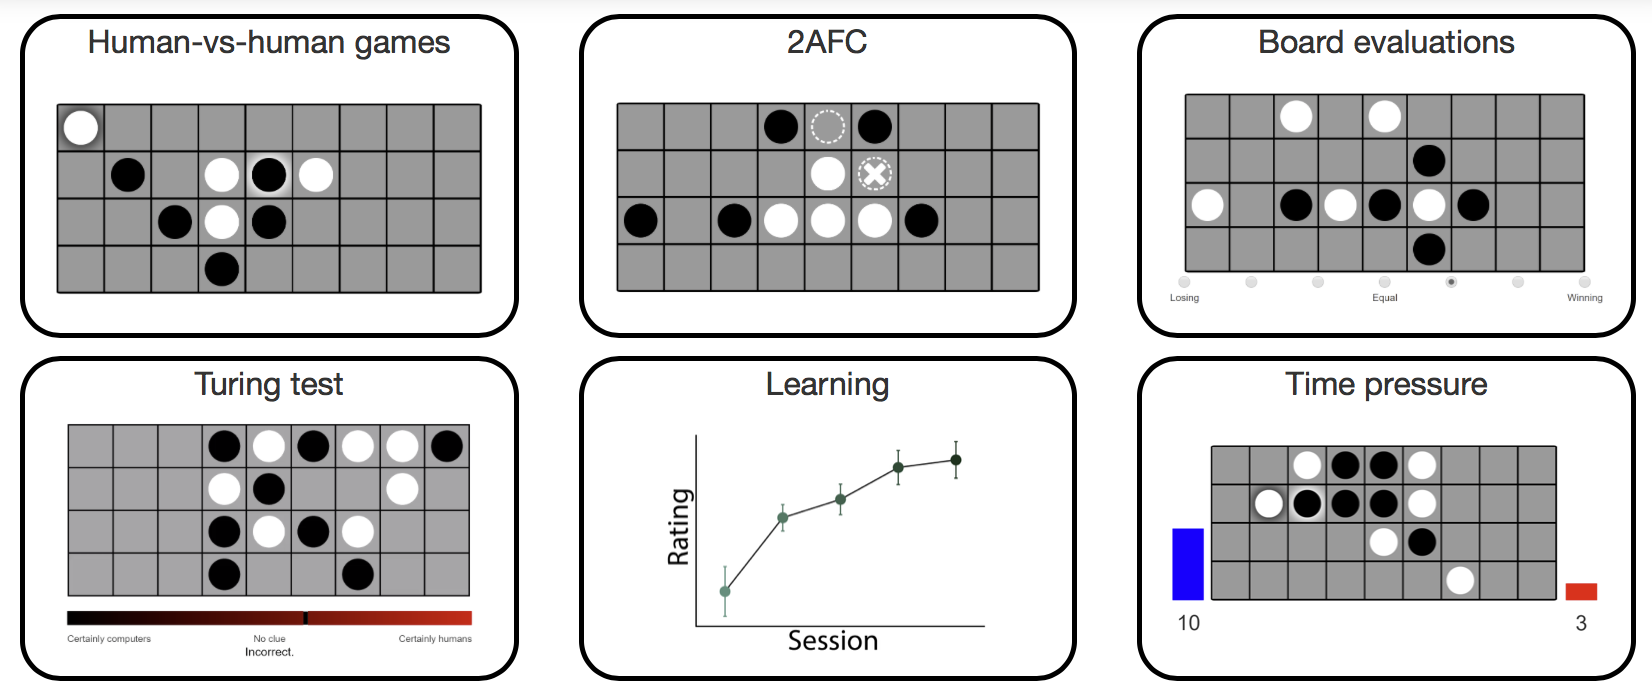 Human-vs-human games
2AFC
Board evaluations
Losing
Equal
Winning
Turing test
Certainly computers
No clue
Certainly humans
Incorrect.
Learning
Rating
Session
Time pressure
10
3